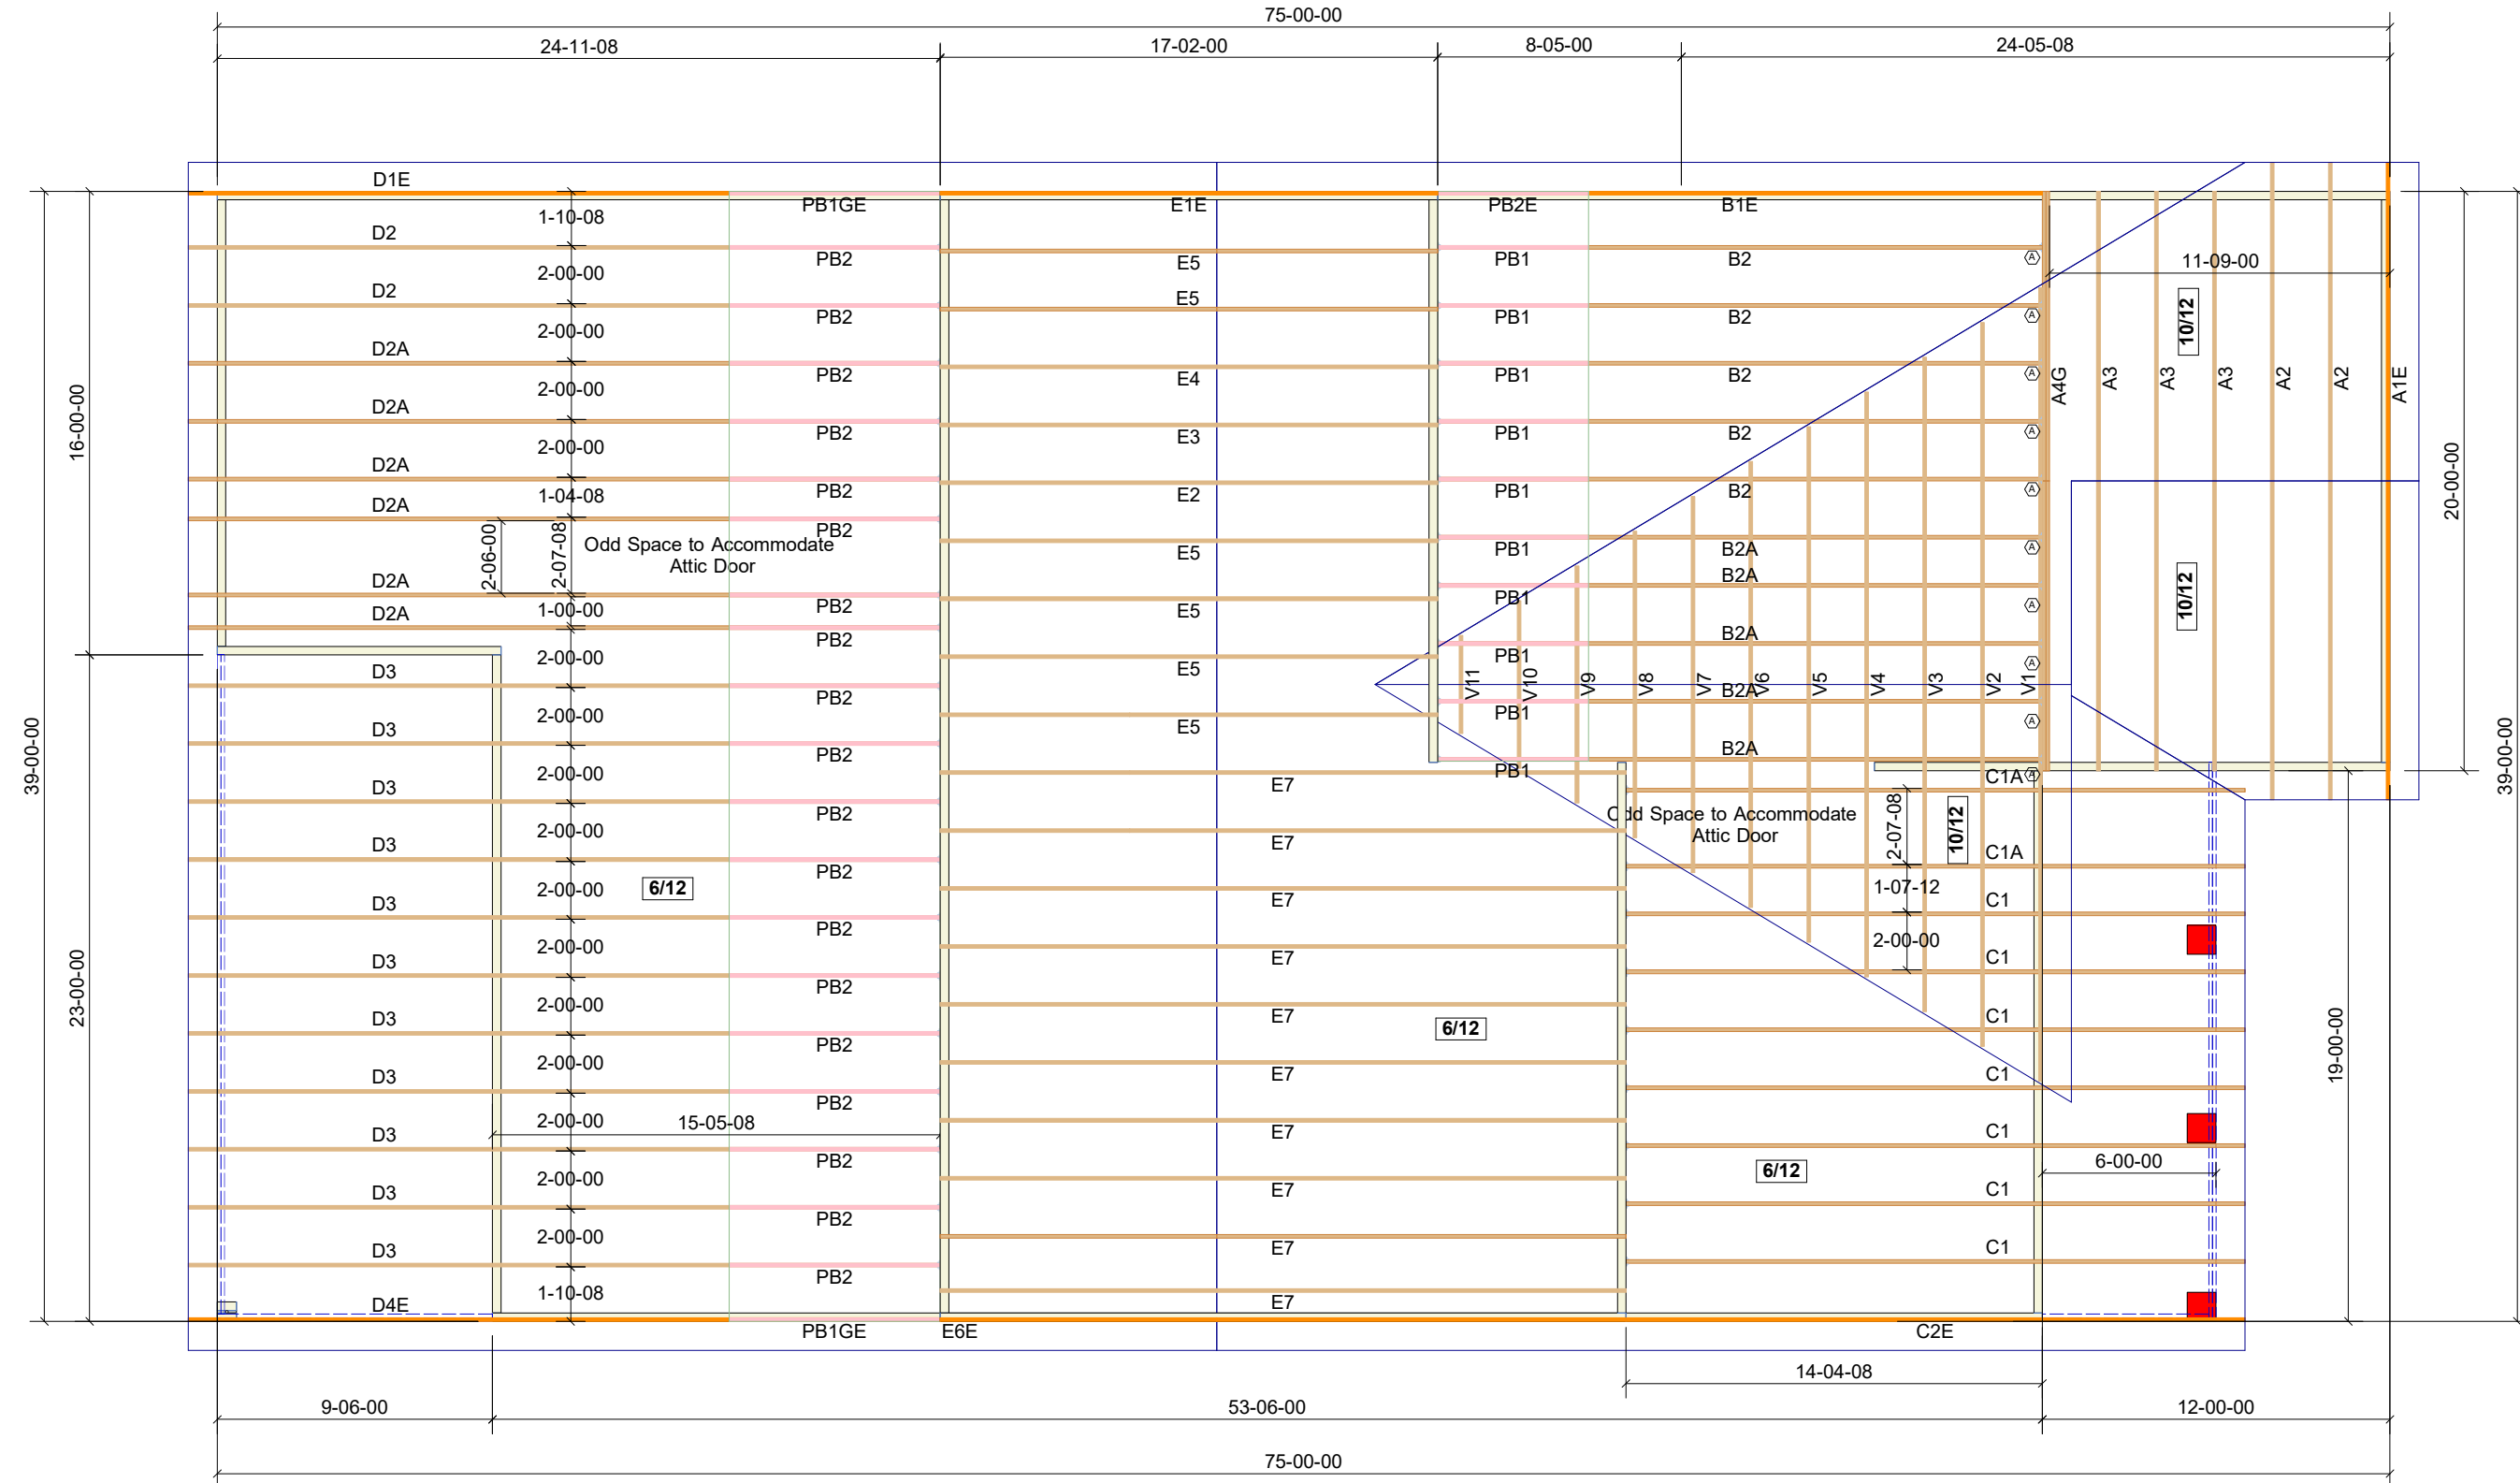 75-00-00
24-11-08 17-02-00 8-05-00 24-05-08
D1E
PB1GE E1E PB2E B1E
1-10-08
D2
PB2 E5 PB1 B2 A 11-09-00
2-00-00
D2 E5
PB2 PB1 B2 A 10/12
2-00-00
D2A
PB2 E4 PB1 B2 A A4G A3 A3 A3 A2 A2 A1E
2-00-00
16-00-00
D2A
PB2 E3 PB1 B2 A
2-00-00
20-00-00
D2A
PB2 E2 PB1 B2 A
1-04-08
D2A
PB2
2-06-00 2-07-08 Odd Space to Accommodate
Attic Door
E5 PB1 B2A A
D2A B2A
PB2 E5 PB1 A 10/12
1-00-00
D2A
PB2 B2A
2-00-00
PB1 A
D3 E5
V11 V10 V9 V8 V7 V6 V5 V4 V3 V2 V1
PB2 B2A
2-00-00
PB1 A
D3 E5
39-00-00
PB2 B2A
39-00-00
2-00-00
PB1 C1A A
D3 E7
PB2
Odd Space to Accommodate
Attic Door
2-07-08 10/12
2-00-00
D3 E7
C1A
PB2
6/12
2-00-00
1-07-12
D3 E7 C1
PB2
23-00-00
2-00-00
2-00-00
D3 E7 C1
PB2
2-00-00
D3 E7 C1
6/12
PB2
19-00-00
2-00-00
D3 E7 C1
PB2
2-00-00
15-05-08
D3 E7 C1
PB2
6/12
6-00-00
2-00-00
D3 E7 C1
PB2
2-00-00
D3 E7 C1
PB2
1-10-08
D4E E7
PB1GE E6E C2E
14-04-08
9-06-00 53-06-00 12-00-00
75-00-00